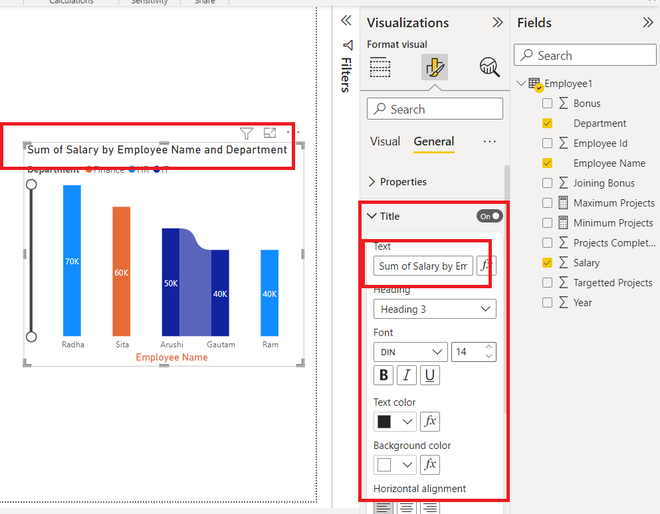 Calculations
Sensitivity
Share
Sum of Salary by Employee Name and Department
Department Finance HR IT
70K
60K
50K
40K
40K
Radha Sita Arushi Gautam Ram
Employee Name
Filters
Visualizations
Format visual
Search
Visual General
Properties
Title On
Text
Sum of Salary by Em
fx
Heading
Heading 3
Font
DIN 14
B I U
Text color
fx
Background color
fx
Horizontal alignment
Fields
Search
Employee1
Bonus
Department
Employee Id
Employee Name
Joining Bonus
Maximum Projects
Minimum Projects
Projects Complet...
Salary
Targetted Projects
Year